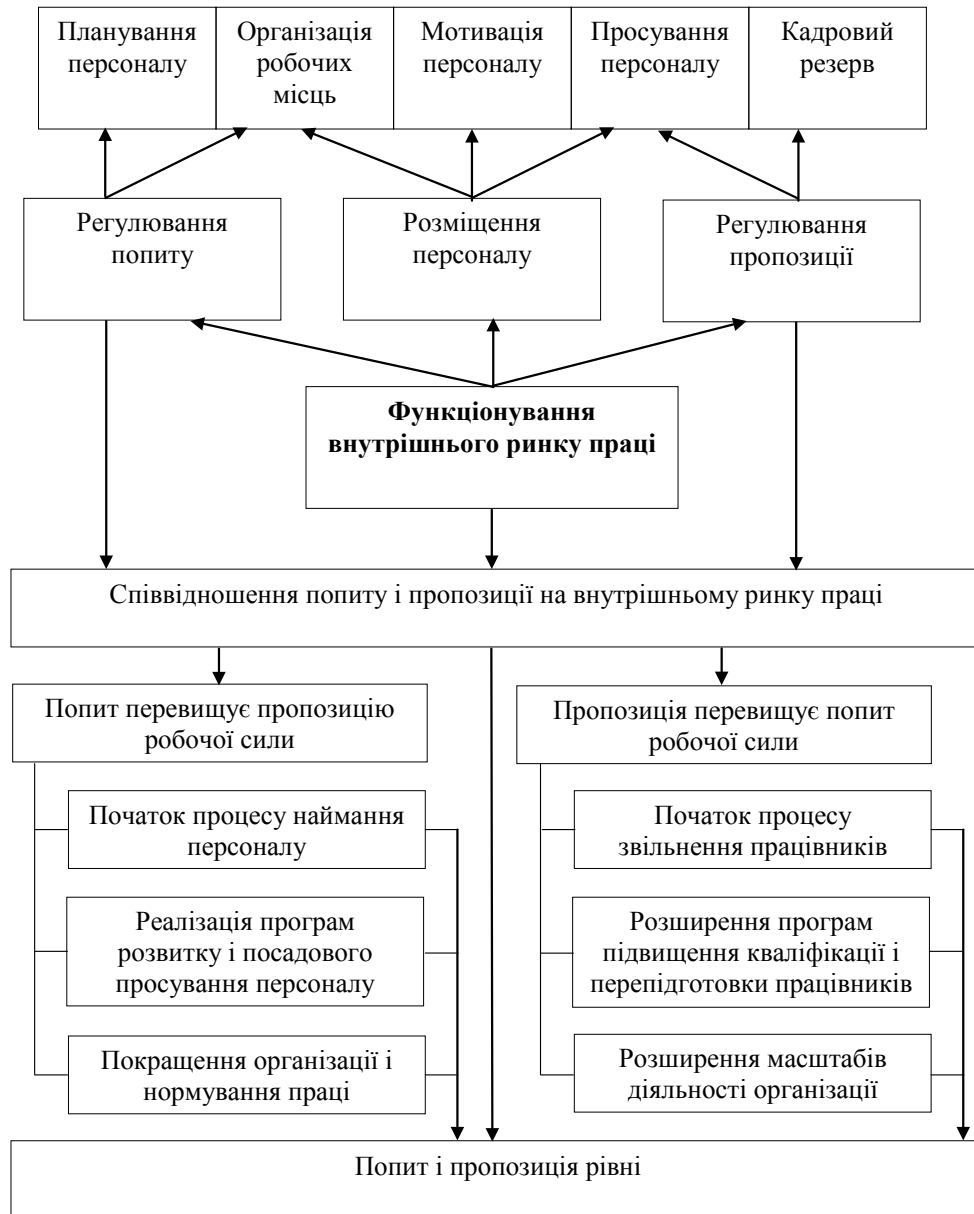 Планування
персоналу
Організація
робочих
місць
Мотивація
персоналу
Просування
персоналу
Кадровий
резерв
Регулювання
попиту
Розміщення
персоналу
Регулювання
пропозиції
Функціонування
внутрішнього ринку праці
Співвідношення попиту і пропозиції на внутрішньому ринку праці
Попит перевищує пропозицію
робочої сили
Пропозиція перевищує попит
робочої сили
Початок процесу наймання
персоналу
Початок процесу
звільнення працівників
Реалізація програм
розвитку і посадового
просування персоналу
Розширення програм
підвищення кваліфікації і
перепідготовки працівників
Покращення організації і
нормування праці
Розширення масштабів
діяльності організації
Попит і пропозиція рівні